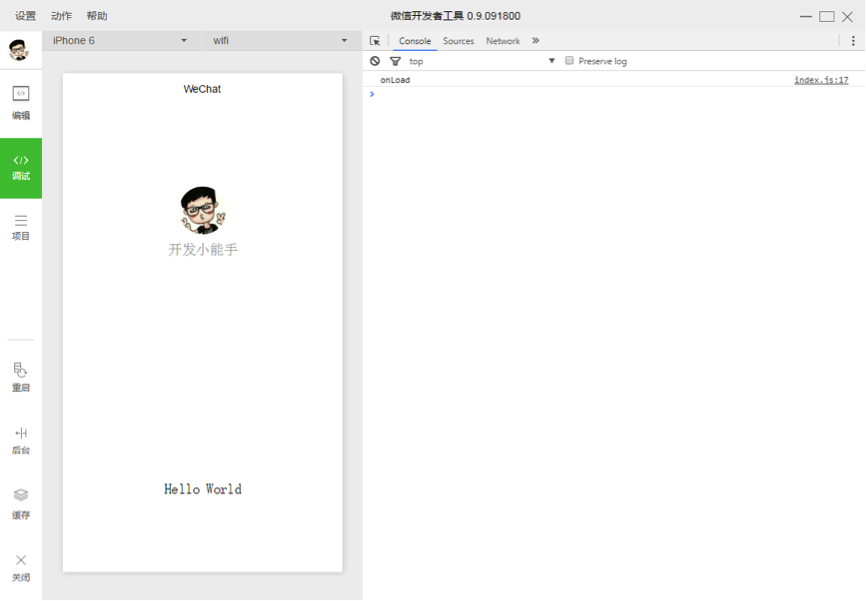 设置 动作 帮助 微信开发者工具 0.9.091800
iPhone 6 wifi Console Sources Network
top Preserve log
onLoad index.js:17
WeChat
编辑
调试
项目
开发小能手
重启
后台
Hello World
缓存
关闭